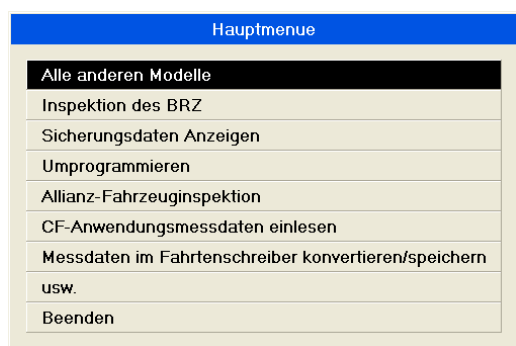 Hauptmenue
Alle anderen Modelle
Inspektion des BRZ
Sicherungsdaten Anzeigen
Umprogrammieren
Allianz-Fahrzeuginspektion
CF-Anwendungsmessdaten einlesen
Messdaten im Fahrtenschreiber konvertieren/speichern
usw.
Beenden